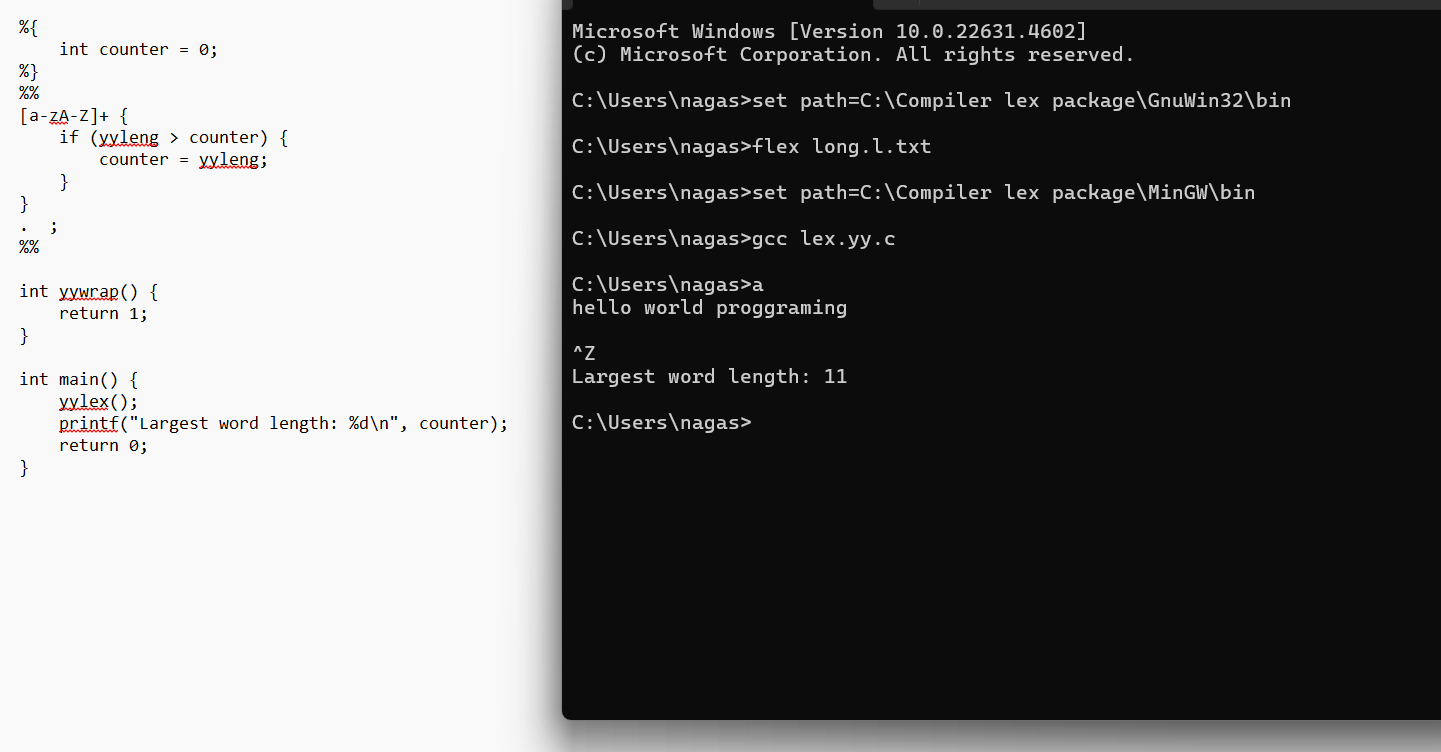 %{
    int counter = 0;
%}
%%
[a-zA-Z]+ {
    if (yyleng > counter) {
        counter = yyleng;
    }
}
.  ;
%%
int yywrap() {
    return 1;
}
int main() {
    yylex();
    printf("Largest word length: %d\n", counter);
    return 0;
}
Microsoft Windows [Version 10.0.22631.4602]
(c) Microsoft Corporation. All rights reserved.
C:\Users\nagas>set path=C:\Compiler lex package\GnuWin32\bin
C:\Users\nagas>flex long.l.txt
C:\Users\nagas>set path=C:\Compiler lex package\MinGW\bin
C:\Users\nagas>gcc lex.yy.c
C:\Users\nagas>a
hello world proggraming
^Z
Largest word length: 11
C:\Users\nagas>